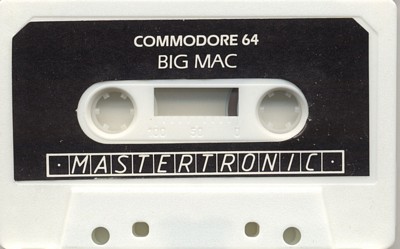 COMMODORE 64
BIG MAC
100 50 0
· MASTERTRONIC ·